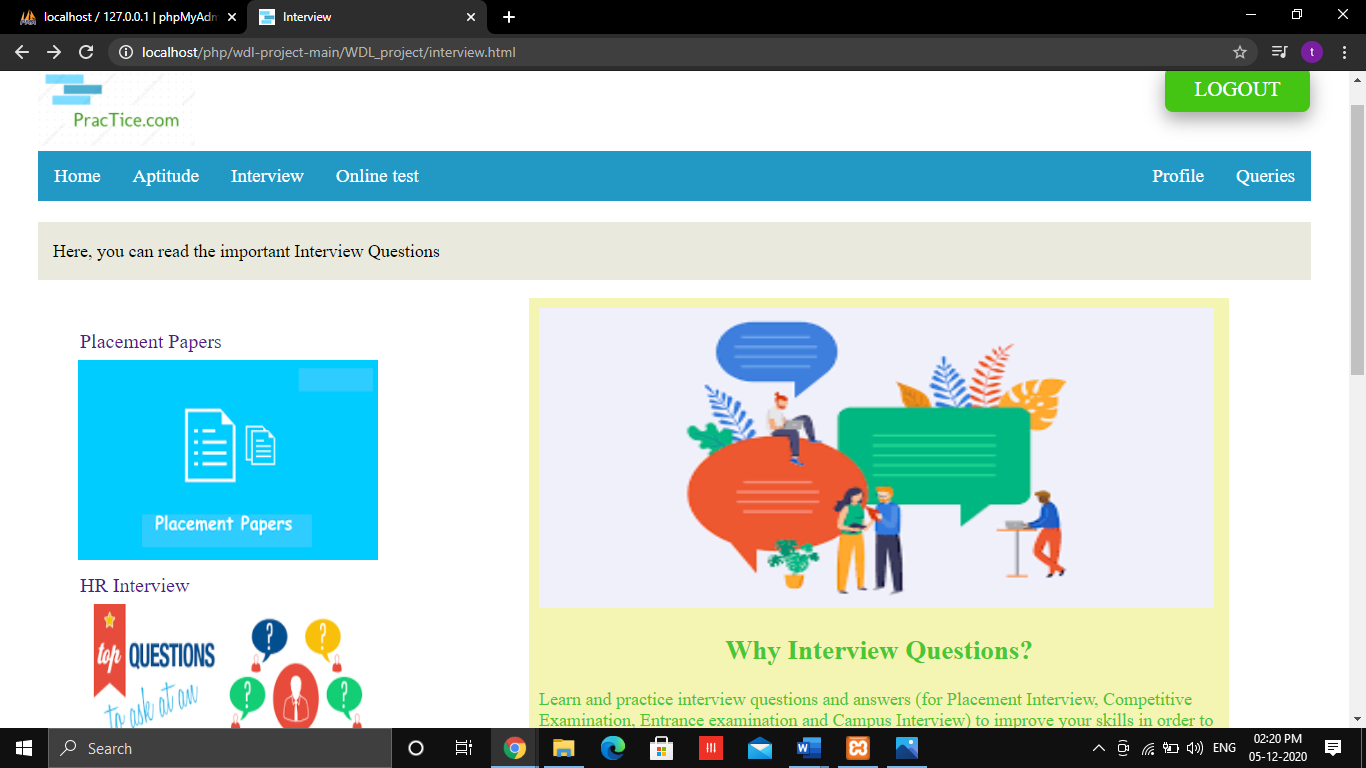 localhost / 127.0.0.1 | phpMyAdm
Interview
localhost/php/wdl-project-main/WDL_project/interview.html
t
PracTice.com
LOGOUT
Home Aptitude Interview Online test Profile Queries
Here, you can read the important Interview Questions
Placement Papers
Placement Papers
HR Interview
top QUESTIONS
to ask at an
Why Interview Questions?
Learn and practice interview questions and answers (for Placement Interview, Competitive
Examination, Entrance examination and Campus Interview) to improve your skills in order to
Search
ENG
02:20 PM
05-12-2020